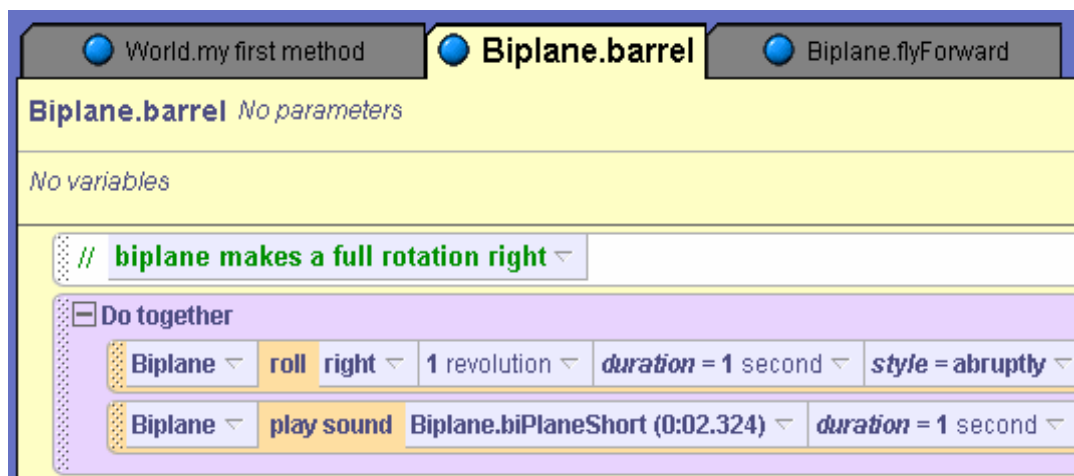 World.my first method Biplane.barrel Biplane.flyForward
Biplane.barrel No parameters
No variables
// biplane makes a full rotation right
Do together
Biplane roll right 1 revolution duration = 1 second style = abruptly
Biplane play sound Biplane.biPlaneShort (0:02.324) duration = 1 second